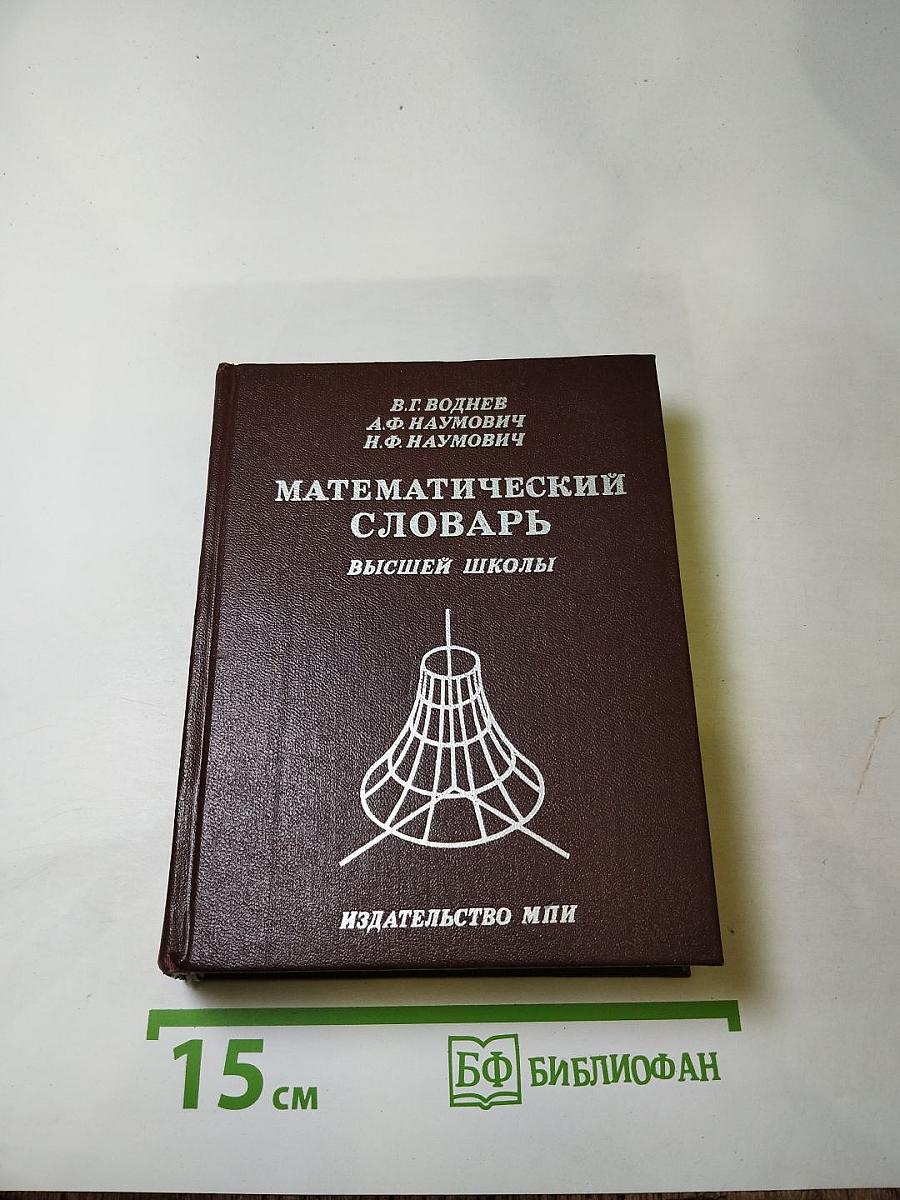 В.Г. ВОДНЕВ
А.Ф. НАУМОВИЧ
Н.Ф. НАУМОВИЧ
МАТЕМАТИЧЕСКИЙ
СЛОВАРЬ
ВЫСШЕЙ ШКОЛЫ
ИЗДАТЕЛЬСТВО МПИ
15 см
БФ БИБЛИОФАН